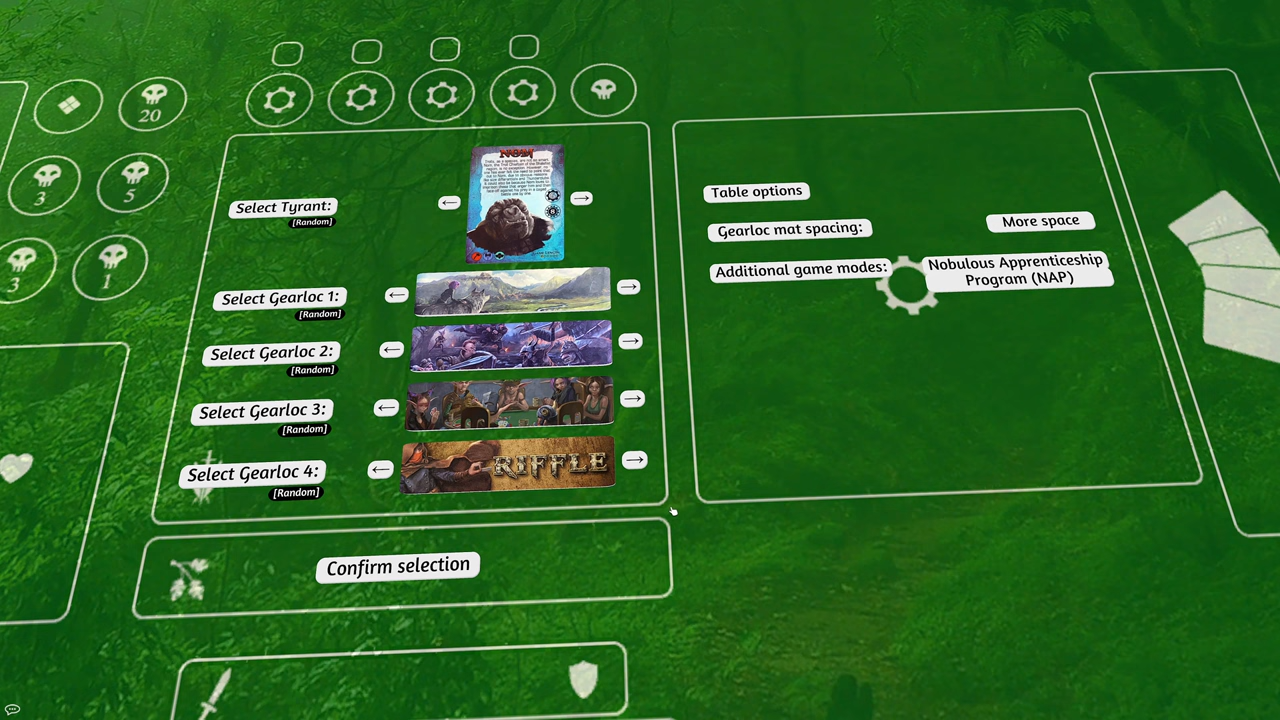 20
3
5
3
1
Select Tyrant:
[Random]
←
→
Select Gearloc 1:
[Random]
←
→
Select Gearloc 2:
[Random]
←
→
Select Gearloc 3:
[Random]
←
→
Select Gearloc 4:
[Random]
←
RIFFLE
→
Confirm selection
Table options
Gearloc mat spacing:
More space
Additional game modes:
Nobulous Apprenticeship
Program (NAP)